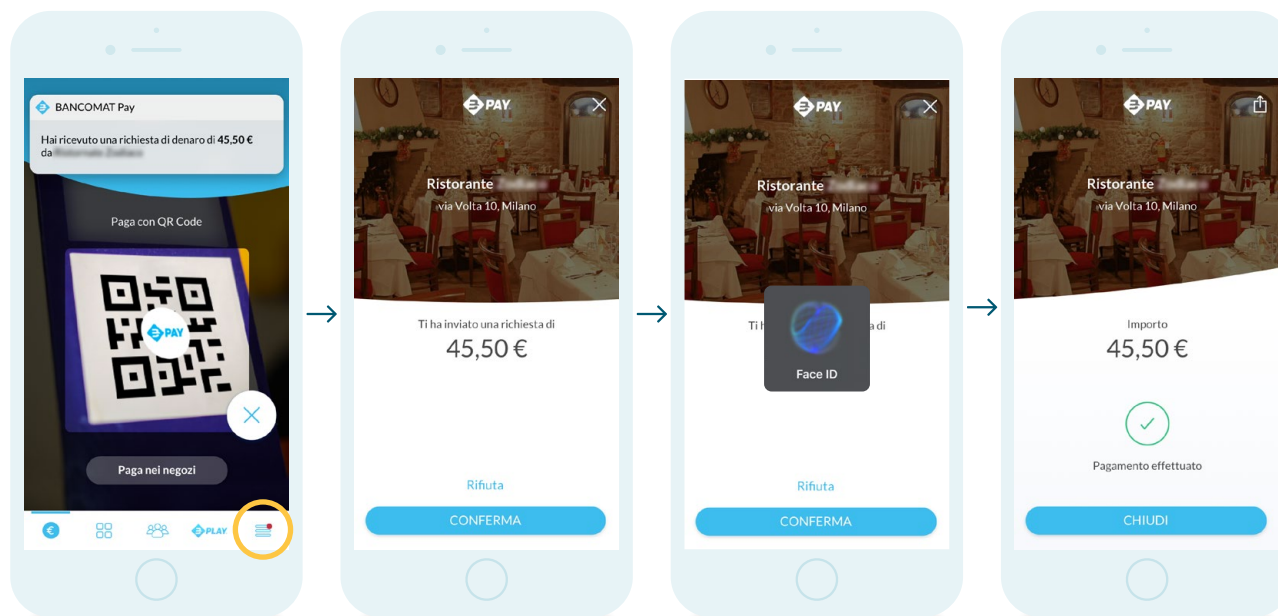 BANCOMAT Pay
Hai ricevuto una richiesta di denaro di 45,50 €
da
Paga con QR Code
PAY
Paga nei negozi
€
PLAY
PAY
Ristorante
via Volta 10, Milano
Ti ha inviato una richiesta di
45,50 €
Rifiuta
CONFERMA
PAY
Ristorante
via Volta 10, Milano
Ti h a di
Face ID
Rifiuta
CONFERMA
PAY
Ristorante
via Volta 10, Milano
Importo
45,50 €
Pagamento effettuato
CHIUDI